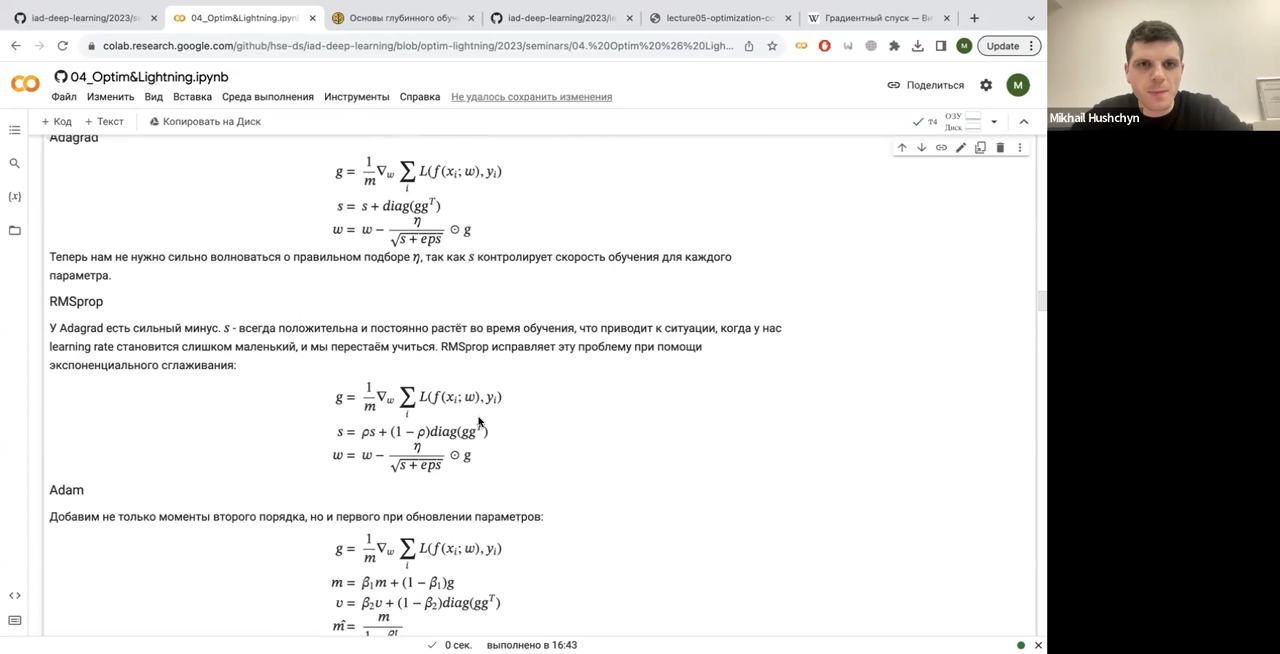 iad-deep-learning/2023/se
04_Optim&Lightning.ipynb
Основы глубинного обуч
iad-deep-learning/2023/le
lecture05-optimization-co
Градиентный спуск — Ви
colab.research.google.com/github/hse-ds/iad-deep-learning/blob/optim-lightning/2023/seminars/04.%20Optim%20%26%20Ligh...
M
Update
04_Optim&Lightning.ipynb
Поделиться
M
Файл Изменить Вид Вставка Среда выполнения Инструменты Справка Не удалось сохранить изменения
+ Код + Текст Копировать на Диск
T4 ОЗУ Диск
Mikhail Hushchyn
Adagrad
g = 1/m ∇_w ∑_i L(f(x_i; w), y_i)
s = s + diag(gg^T)
w = w − η/√(s + eps) ⊙ g
Теперь нам не нужно сильно волноваться о правильном подборе η, так как s контролирует скорость обучения для каждого
параметра.
RMSprop
У Adagrad есть сильный минус. s - всегда положительна и постоянно растёт во время обучения, что приводит к ситуации, когда у нас
learning rate становится слишком маленький, и мы перестаём учиться. RMSprop исправляет эту проблему при помощи
экспоненциального сглаживания:
g = 1/m ∇_w ∑_i L(f(x_i; w), y_i)
s = ρs + (1 − ρ)diag(gg^T)
w = w − η/√(s + eps) ⊙ g
Adam
Добавим не только моменты второго порядка, но и первого при обновлении параметров:
g = 1/m ∇_w ∑_i L(f(x_i; w), y_i)
m = β_1 m + (1 − β_1)g
v = β_2 v + (1 − β_2)diag(gg^T)
m̂ = m
0 сек. выполнено в 16:43